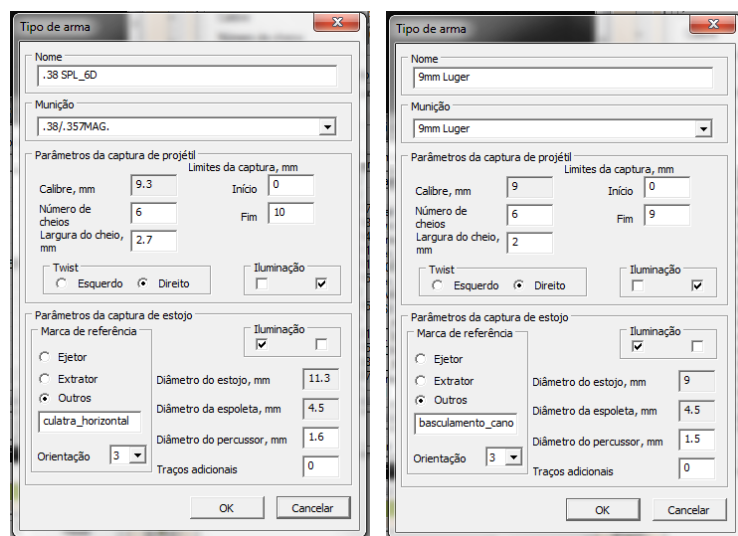 Tipo de arma
Nome
.38 SPL_6D
Munição
.38/.357MAG.
Parâmetros da captura de projétil
Limites da captura, mm
Calibre, mm 9.3 Início 0
Número de cheios 6 Fim 10
Largura do cheio, mm 2.7
Twist Iluminação
Esquerdo Direito
Parâmetros da captura de estojo
Marca de referência Iluminação
Ejetor
Extrator Diâmetro do estojo, mm 11.3
Outros Diâmetro da espoleta, mm 4.5
culatra_horizontal Diâmetro do percussor, mm 1.6
Orientação 3 Traços adicionais 0
OK Cancelar
Tipo de arma
Nome
9mm Luger
Munição
9mm Luger
Parâmetros da captura de projétil
Limites da captura, mm
Calibre, mm 9 Início 0
Número de cheios 6 Fim 9
Largura do cheio, mm 2
Twist Iluminação
Esquerdo Direito
Parâmetros da captura de estojo
Marca de referência Iluminação
Ejetor
Extrator Diâmetro do estojo, mm 9
Outros Diâmetro da espoleta, mm 4.5
basculamento_cano Diâmetro do percussor, mm 1.5
Orientação 3 Traços adicionais 0
OK Cancelar